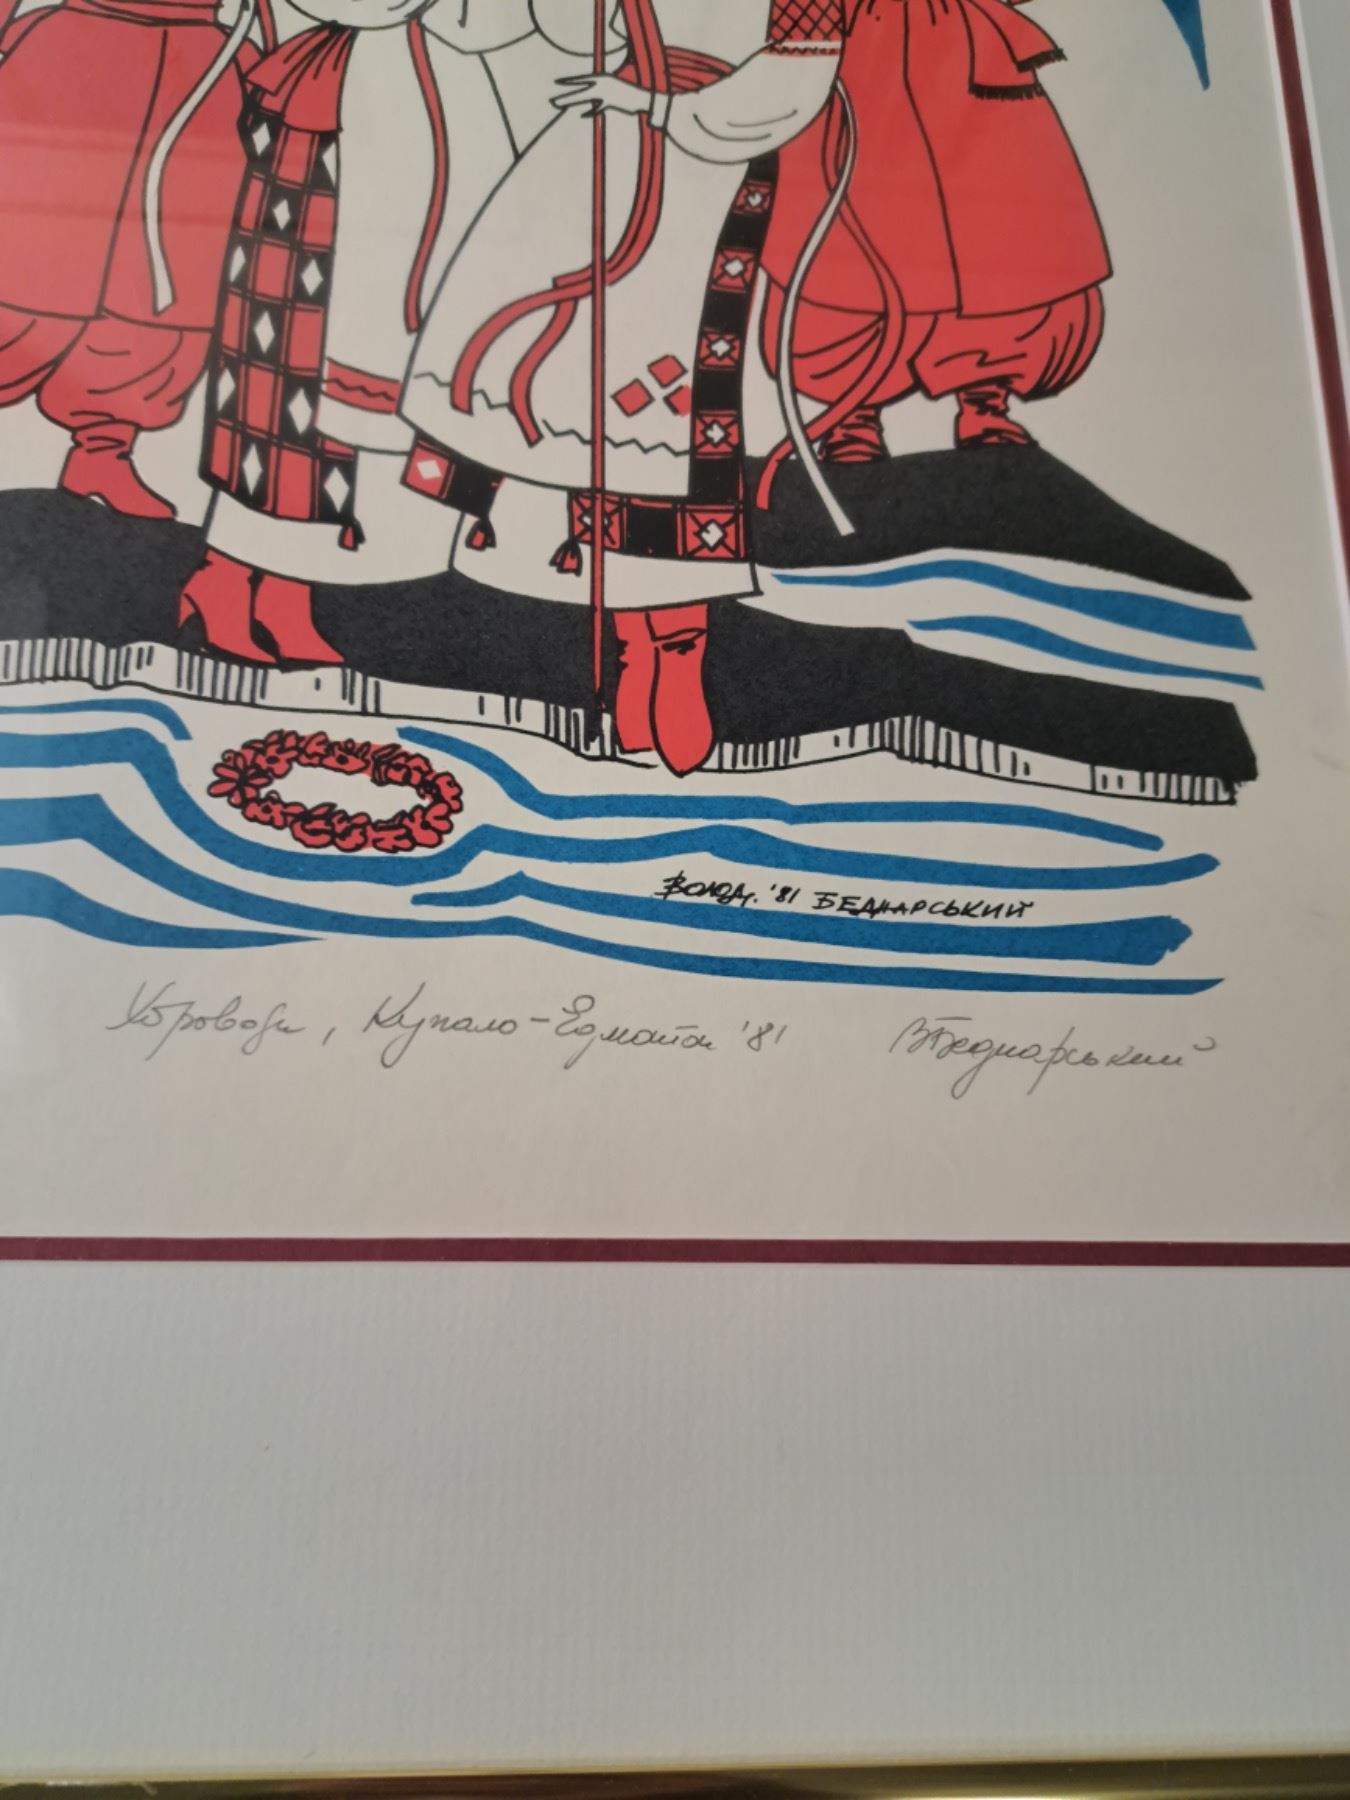 Волод. '81 БЕДНАРСЬКИЙ
Хороводи, Купало-Едмонтон '81 ВБеднарський